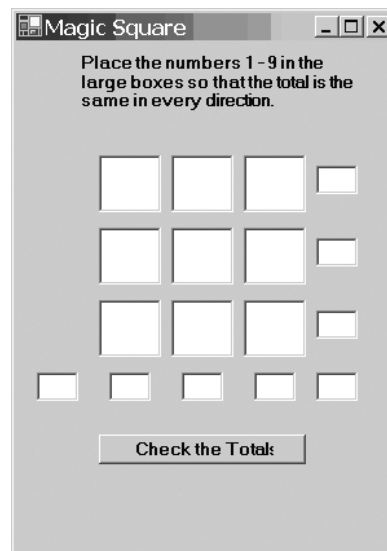 Magic Square
Place the numbers 1-9 in the
large boxes so that the total is the
same in every direction.
Check the Totals